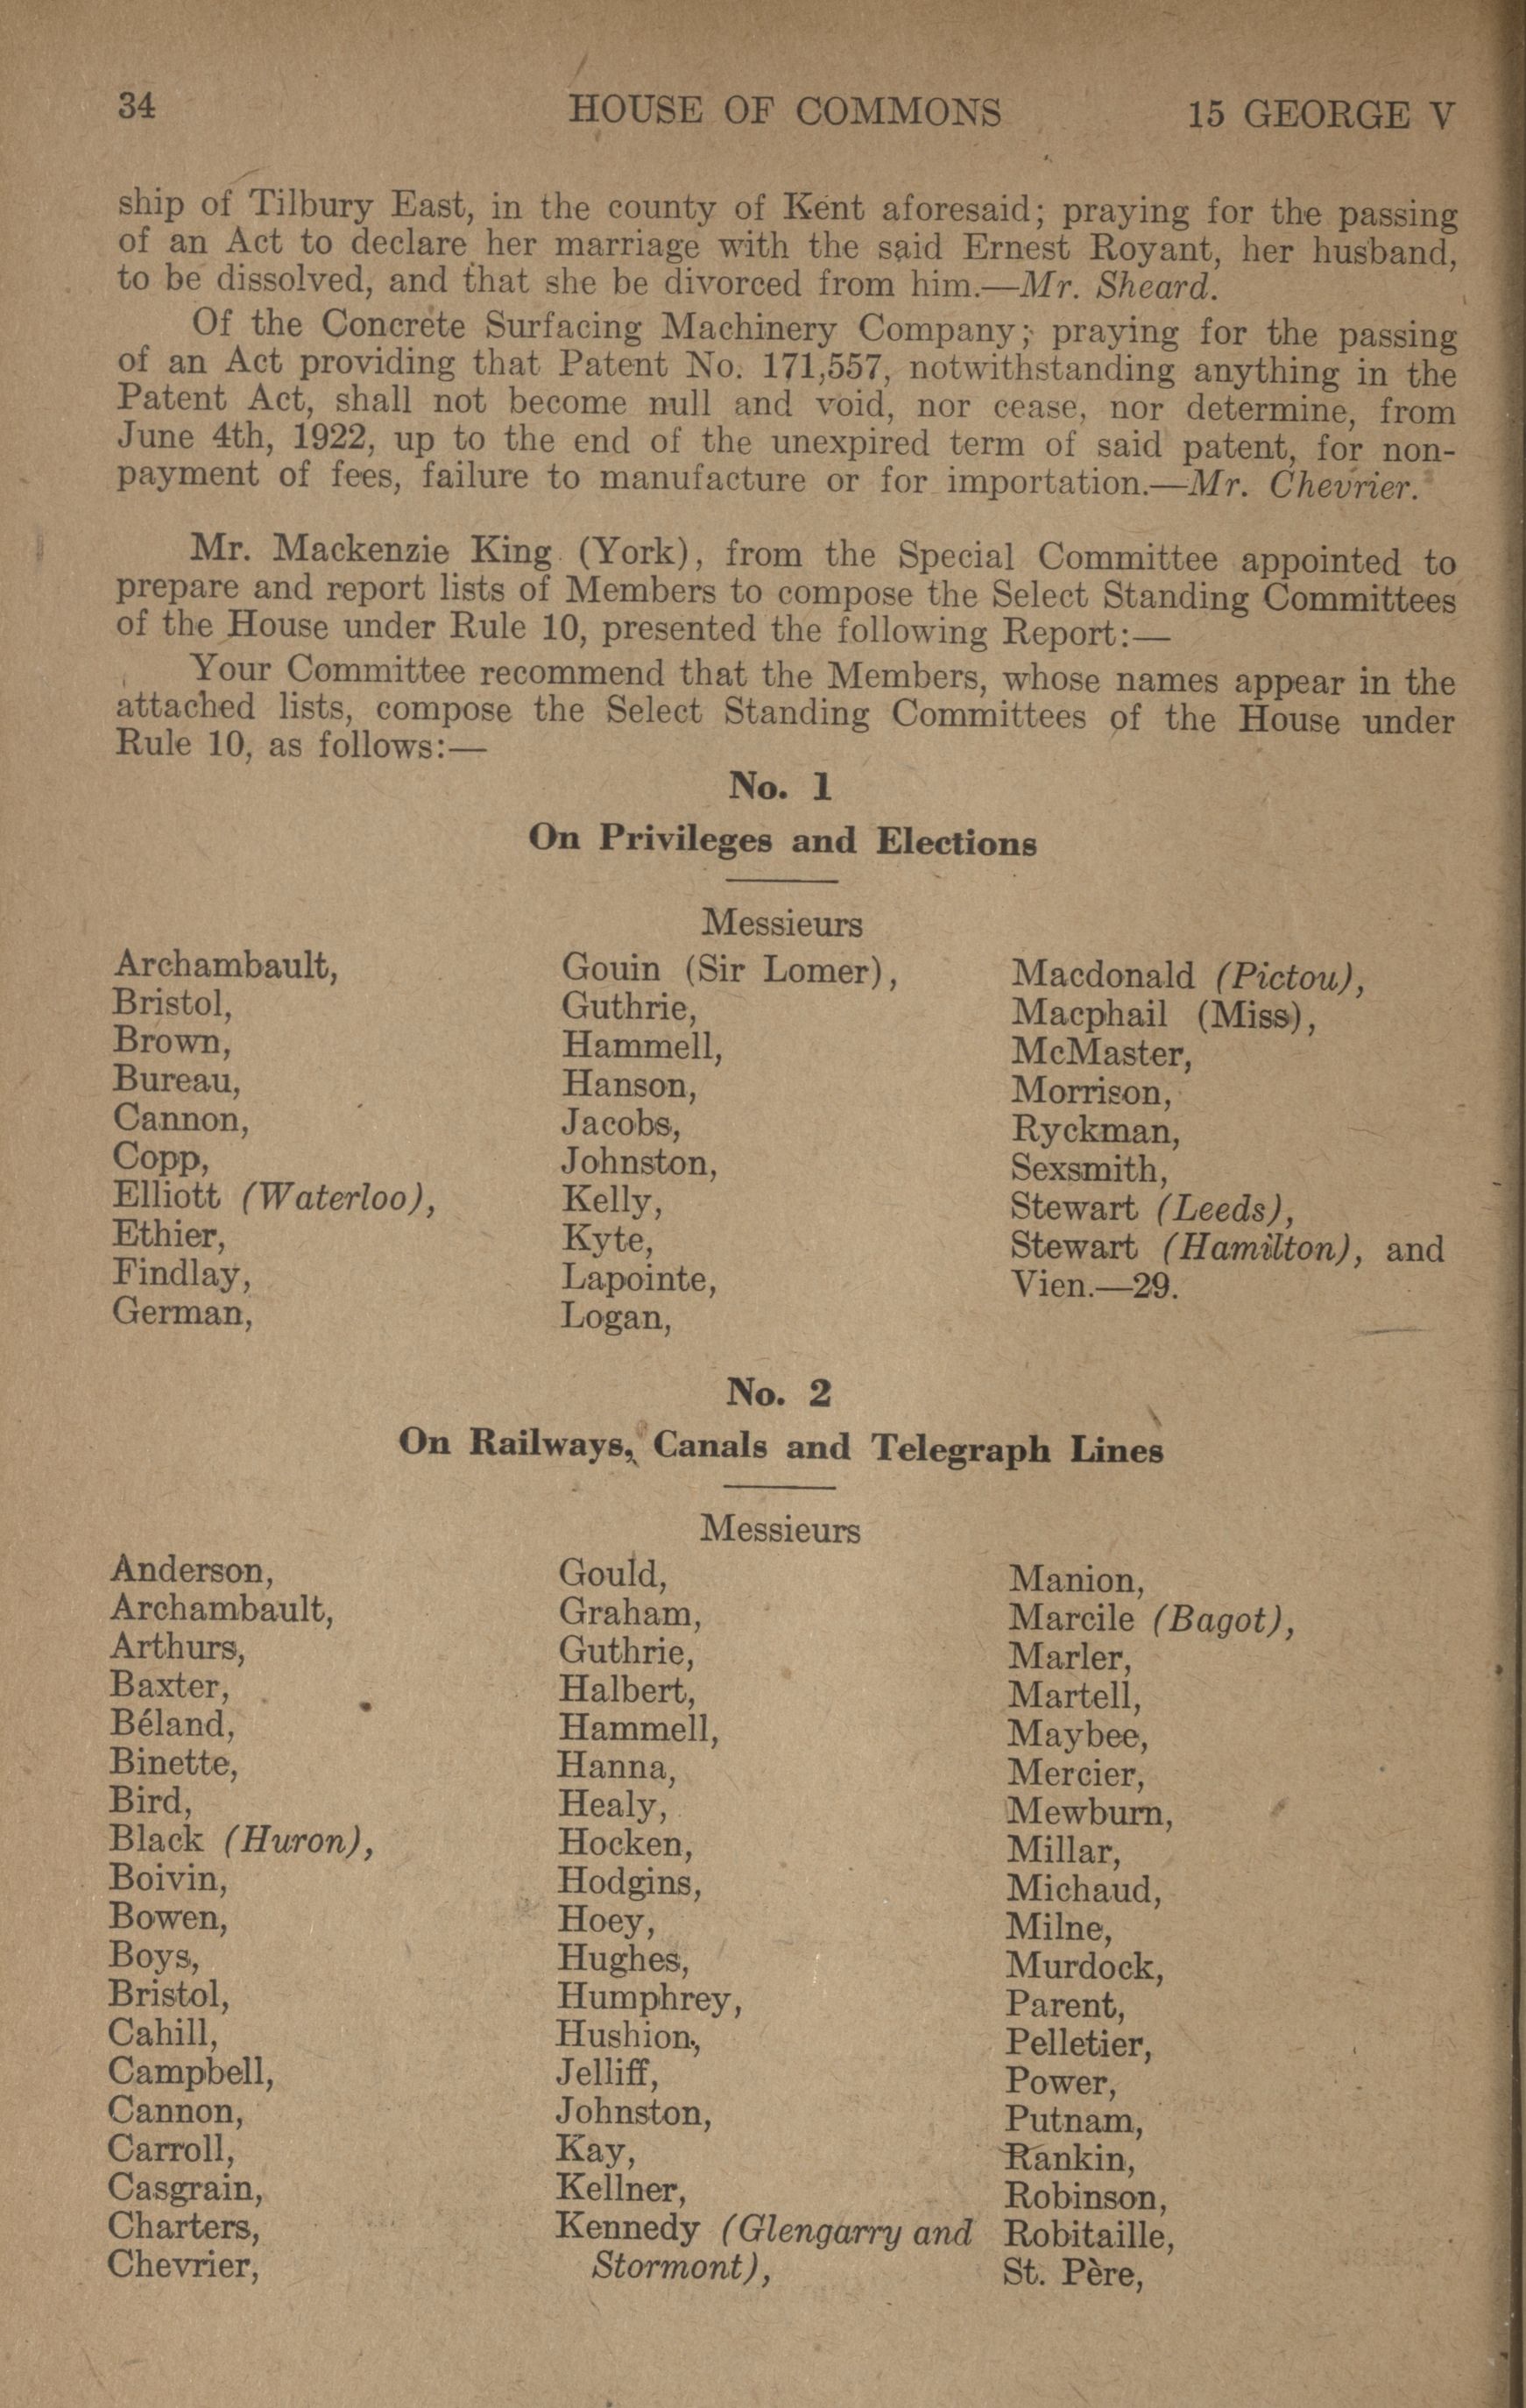 34 HOUSE OF COMMONS 15 GEORGE V
ship of Tilbury East, in the county of Kent aforesaid; praying for the passing
of an Act to declare her marriage with the said Ernest Royant, her husband,
to be dissolved, and that she be divorced from him.—Mr. Sheard.
Of the Concrete Surfacing Machinery Company; praying for the passing
of an Act providing that Patent No. 171,557, notwithstanding anything in the
Patent Act, shall not become null and void, nor cease, nor determine, from
June 4th, 1922, up to the end of the unexpired term of said patent, for non-
payment of fees, failure to manufacture or for importation.—Mr. Chevrier.
Mr. Mackenzie King (York), from the Special Committee appointed to
prepare and report lists of Members to compose the Select Standing Committees
of the House under Rule 10, presented the following Report:—
Your Committee recommend that the Members, whose names appear in the
attached lists, compose the Select Standing Committees of the House under
Rule 10, as follows:—
No. 1
On Privileges and Elections
Messieurs
Archambault,
Bristol,
Brown,
Bureau,
Cannon,
Copp,
Elliott (Waterloo),
Ethier,
Findlay,
German,
Gouin (Sir Lomer),
Guthrie,
Hammell,
Hanson,
Jacobs,
Johnston,
Kelly,
Kyte,
Lapointe,
Logan,
Macdonald (Pictou),
Macphail (Miss),
McMaster,
Morrison,
Ryckman,
Sexsmith,
Stewart (Leeds),
Stewart (Hamilton), and
Vien.—29.
No. 2
On Railways, Canals and Telegraph Lines
Messieurs
Anderson,
Archambault,
Arthurs,
Baxter,
Béland,
Binette,
Bird,
Black (Huron),
Boivin,
Bowen,
Boys,
Bristol,
Cahill,
Campbell,
Cannon,
Carroll,
Casgrain,
Charters,
Chevrier,
Gould,
Graham,
Guthrie,
Halbert,
Hammell,
Hanna,
Healy,
Hocken,
Hodgins,
Hoey,
Hughes,
Humphrey,
Hushion,
Jelliff,
Johnston,
Kay,
Kellner,
Kennedy (Glengarry and
Stormont),
Manion,
Marcile (Bagot),
Marler,
Martell,
Maybee,
Mercier,
Mewburn,
Millar,
Michaud,
Milne,
Murdock,
Parent,
Pelletier,
Power,
Putnam,
Rankin,
Robinson,
Robitaille,
St. Père,